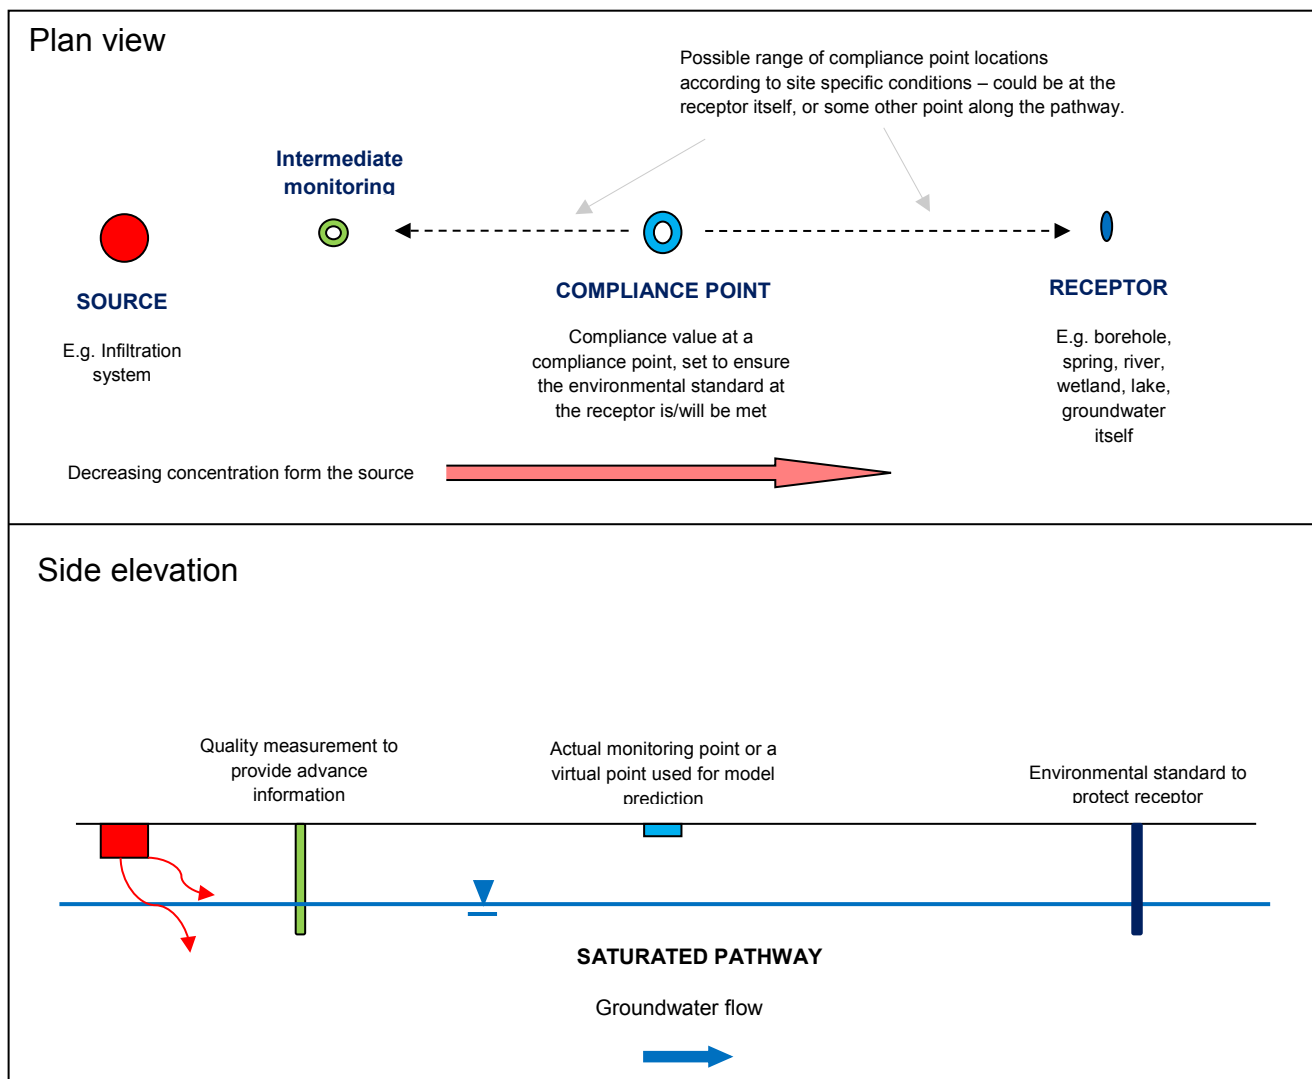 Plan view
Possible range of compliance point locations
according to site specific conditions – could be at the
receptor itself, or some other point along the pathway.
Intermediate
monitoring
SOURCE
E.g. Infiltration
system
COMPLIANCE POINT
Compliance value at a
compliance point, set to ensure
the environmental standard at
the receptor is/will be met
RECEPTOR
E.g. borehole,
spring, river,
wetland, lake,
groundwater
itself
Decreasing concentration form the source
Side elevation
Quality measurement to
provide advance
information
Actual monitoring point or a
virtual point used for model
prediction
Environmental standard to
protect receptor
SATURATED PATHWAY
Groundwater flow